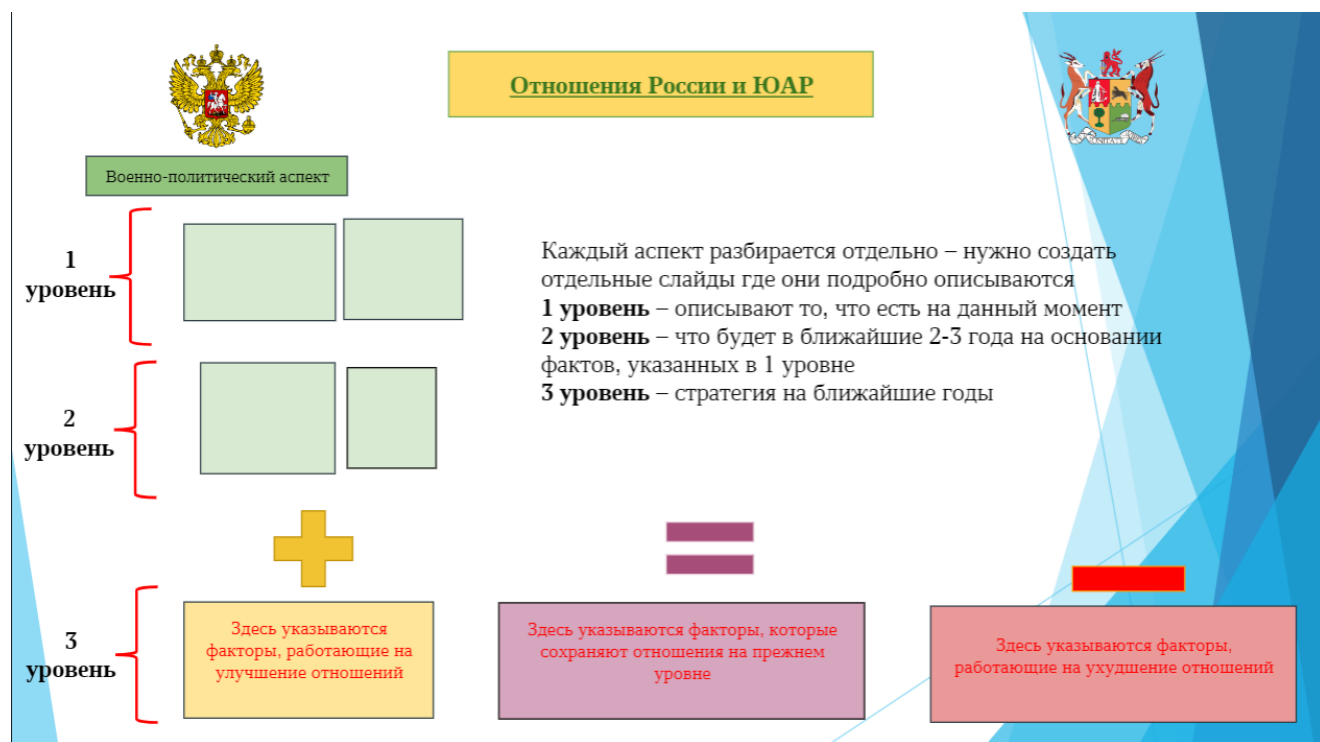 Отношения России и ЮАР
Военно-политический аспект
1
уровень
Каждый аспект разбирается отдельно – нужно создать
отдельные слайды где они подробно описываются
1 уровень – описывают то, что есть на данный момент
2 уровень – что будет в ближайшие 2-3 года на основании
фактов, указанных в 1 уровне
3 уровень – стратегия на ближайшие годы
2
уровень
3
уровень
Здесь указываются
факторы, работающие на
улучшение отношений
Здесь указываются факторы, которые
сохраняют отношения на прежнем
уровне
Здесь указываются факторы,
работающие на ухудшение отношений